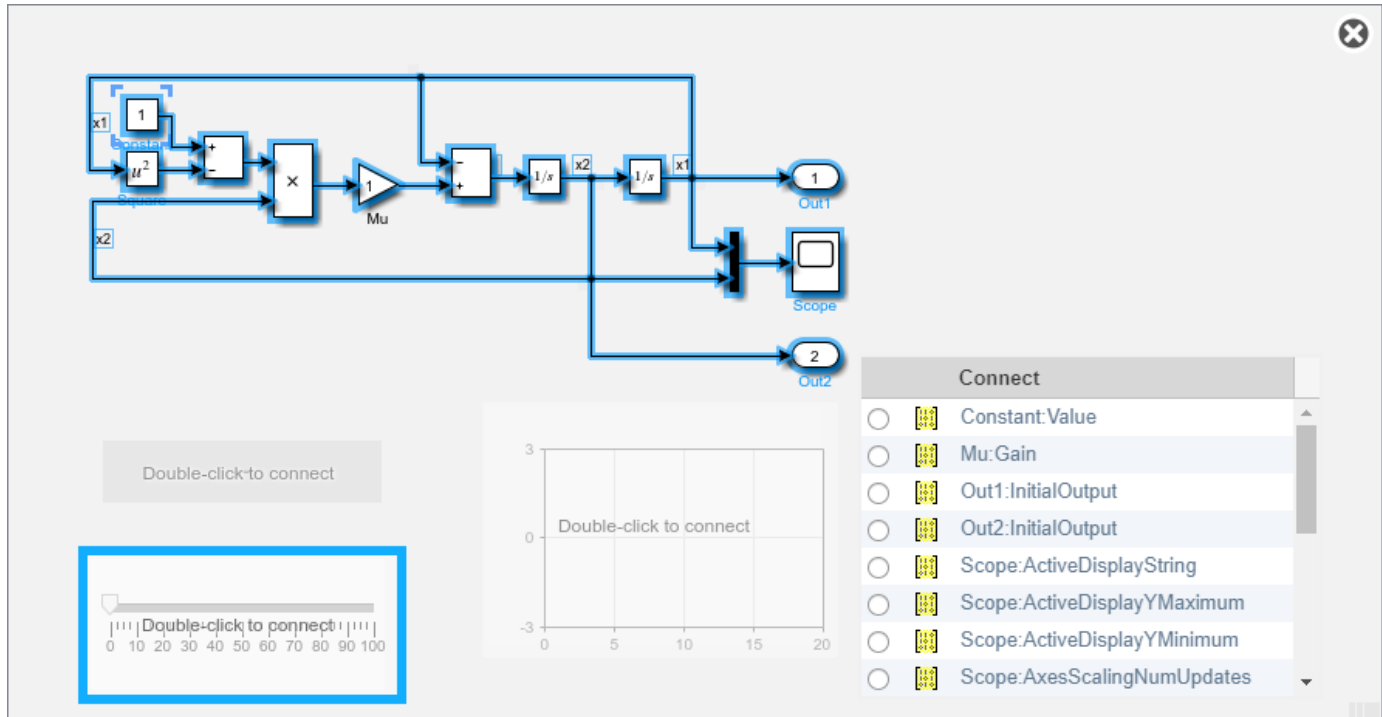 x1
1
Constan
+
−
u²
Square
×
1
Mu
−
+
1/s
x2
1/s
x1
1
Out1
x2
Scope
2
Out2
Connect
Constant:Value
Mu:Gain
Out1:InitialOutput
Out2:InitialOutput
Scope:ActiveDisplayString
Scope:ActiveDisplayYMaximum
Scope:ActiveDisplayYMinimum
Scope:AxesScalingNumUpdates
Double-click to connect
3
Double-click to connect
0
-3
0 5 10 15 20
Double-click to connect
0 10 20 30 40 50 60 70 80 90 100